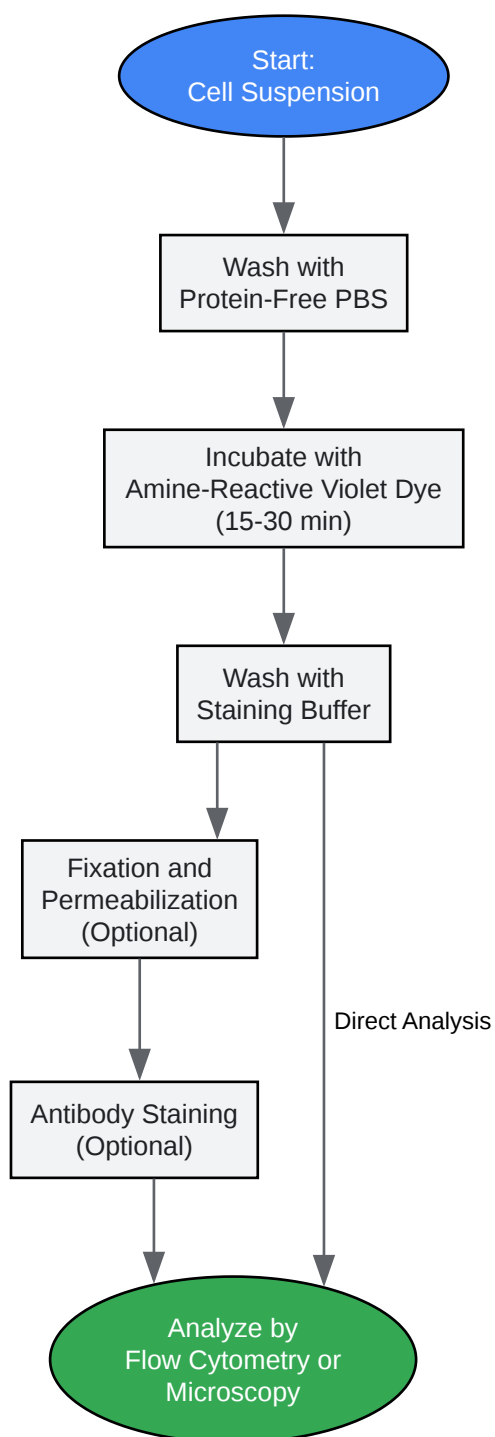 Start:
Cell Suspension
Wash with
Protein-Free PBS
Incubate with
Amine-Reactive Violet Dye
(15-30 min)
Wash with
Staining Buffer
Fixation and
Permeabilization
(Optional)
Direct Analysis
Antibody Staining
(Optional)
Analyze by
Flow Cytometry or
Microscopy